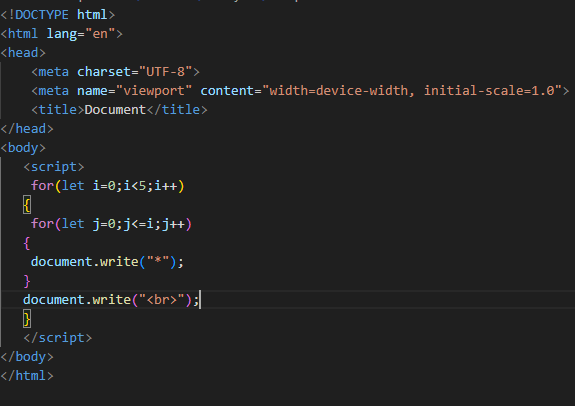 <!DOCTYPE html>
<html lang="en">
<head>
    <meta charset="UTF-8">
    <meta name="viewport" content="width=device-width, initial-scale=1.0">
    <title>Document</title>
</head>
<body>
   <script>
    for(let i=0;i<5;i++)
   {
    for(let j=0;j<=i;j++)
   {
    document.write("*");
   }
   document.write("<br>");
   }
   </script>
</body>
</html>